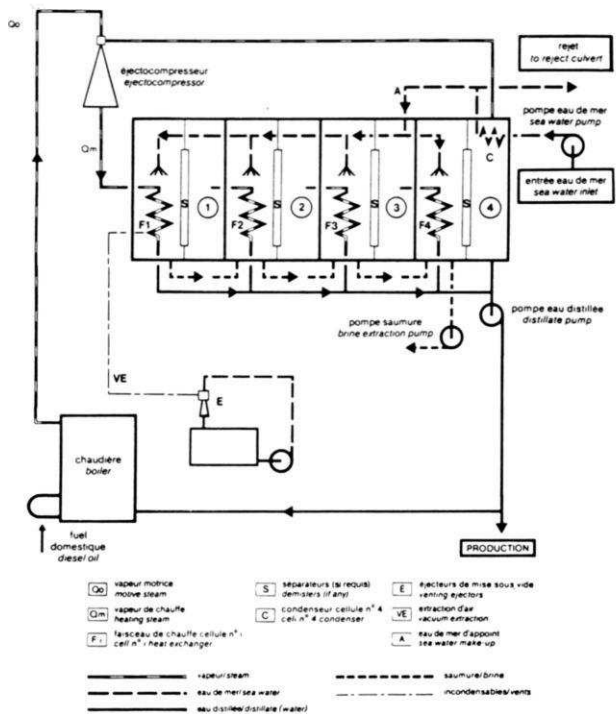 Qo
éjectocompresseur
ejectocompressor
rejet
to reject culvert
A
pompe eau de mer
sea water pump
C
Qm
entrée eau de mer
sea water inlet
S
1
S
2
S
3
S
4
F1
F2
F3
F4
pompe eau distillée
distillate pump
pompe saumure
brine extraction pump
VE
E
chaudière
boiler
fuel
domestique
diesel oil
PRODUCTION
Qo vapeur motrice
motive steam
S séparateurs (si requis)
demisters (if any)
E éjecteurs de mise sous vide
venting ejectors
Qm vapeur de chauffe
heating steam
C condenseur cellule n° 4
cell n° 4 condenser
VE extraction d'air
vacuum extraction
F i faisceau de chauffe cellule n° i
cell n° i heat exchanger
A eau de mer d'appoint
sea water make-up
vapeur/steam
saumure/brine
eau de mer/sea water
incondensables/vents
eau distillée/distillate (water)